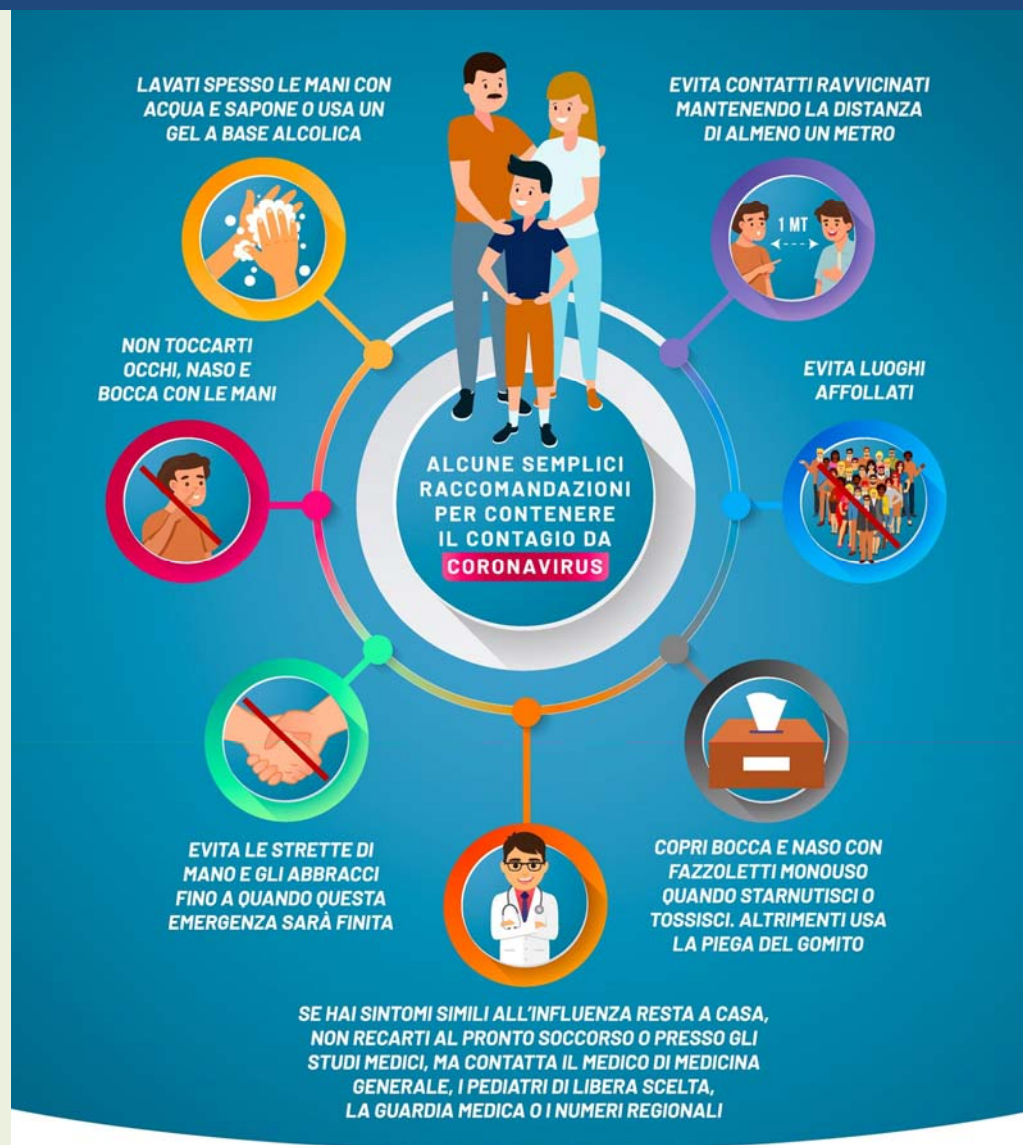 LAVATI SPESSO LE MANI CON
ACQUA E SAPONE O USA UN
GEL A BASE ALCOLICA
EVITA CONTATTI RAVVICINATI
MANTENENDO LA DISTANZA
DI ALMENO UN METRO
1 MT
NON TOCCARTI
OCCHI, NASO E
BOCCA CON LE MANI
EVITA LUOGHI
AFFOLLATI
ALCUNE SEMPLICI
RACCOMANDAZIONI
PER CONTENERE
IL CONTAGIO DA
CORONAVIRUS
EVITA LE STRETTE DI
MANO E GLI ABBRACCI
FINO A QUANDO QUESTA
EMERGENZA SARÀ FINITA
COPRI BOCCA E NASO CON
FAZZOLETTI MONOUSO
QUANDO STARNUTISCI O
TOSSISCI. ALTRIMENTI USA
LA PIEGA DEL GOMITO
SE HAI SINTOMI SIMILI ALL'INFLUENZA RESTA A CASA,
NON RECARTI AL PRONTO SOCCORSO O PRESSO GLI
STUDI MEDICI, MA CONTATTA IL MEDICO DI MEDICINA
GENERALE, I PEDIATRI DI LIBERA SCELTA,
LA GUARDIA MEDICA O I NUMERI REGIONALI